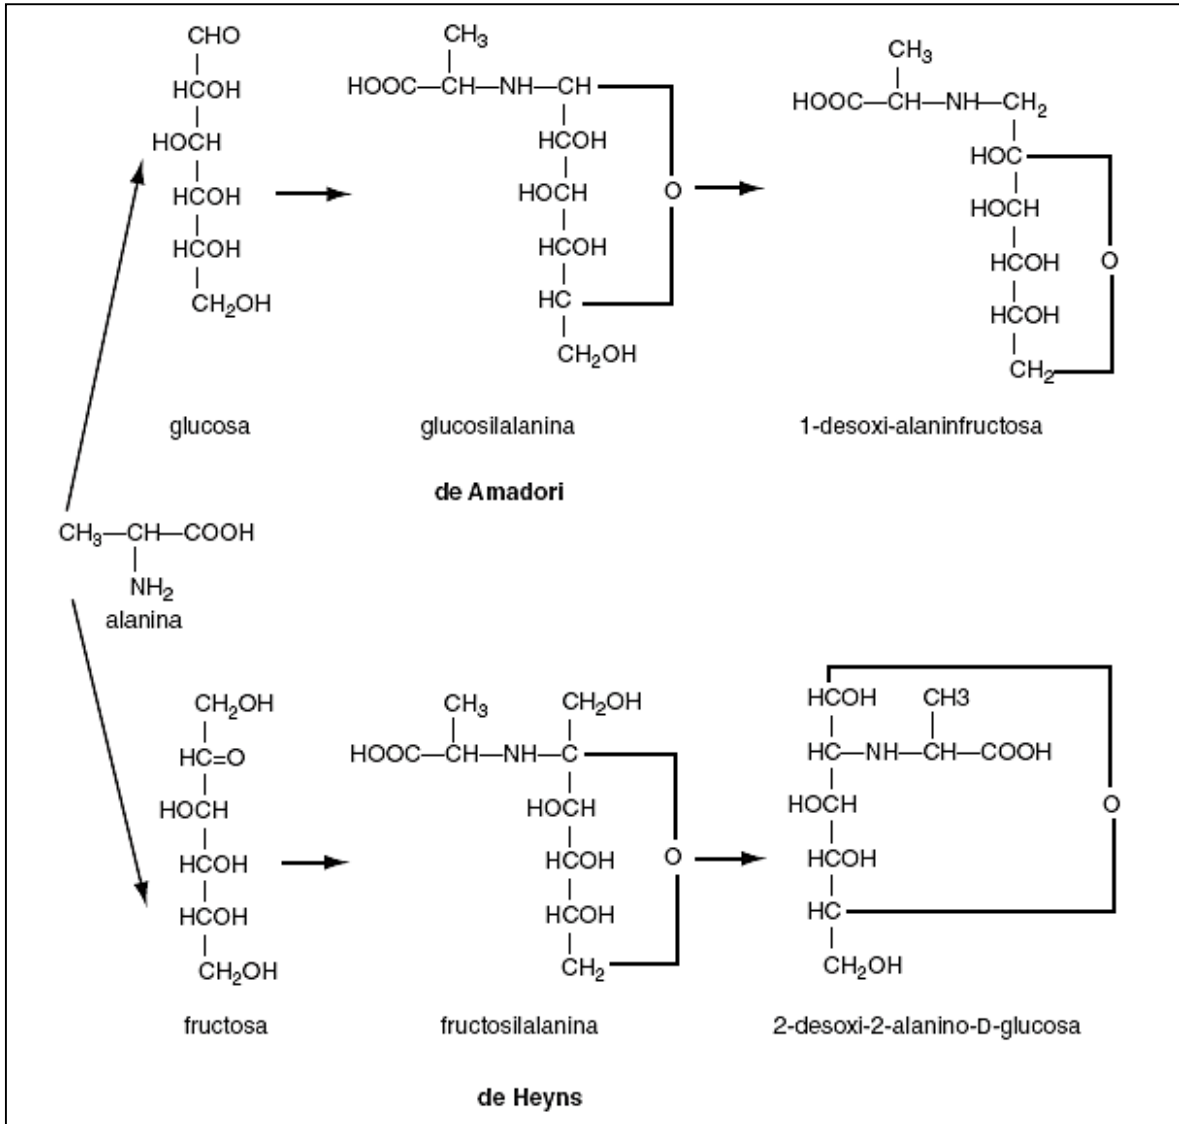 CHO
HCOH
HOCH
HCOH
HCOH
CH₂OH
glucosa
CH₃
HOOC—CH—NH—CH
HCOH
HOCH
O
HCOH
HC
CH₂OH
glucosilalanina
CH₃
HOOC—CH—NH—CH₂
HOC
HOCH
HCOH
O
HCOH
CH₂
1-desoxi-alaninfructosa
de Amadori
CH₃—CH—COOH
NH₂
alanina
CH₂OH
HC=O
HOCH
HCOH
HCOH
CH₂OH
fructosa
CH₃
CH₂OH
HOOC—CH—NH—C
HOCH
HCOH
O
HCOH
CH₂
fructosilalanina
HCOH
CH3
HC—NH—CH—COOH
HOCH
O
HCOH
HC
CH₂OH
2-desoxi-2-alanino-D-glucosa
de Heyns